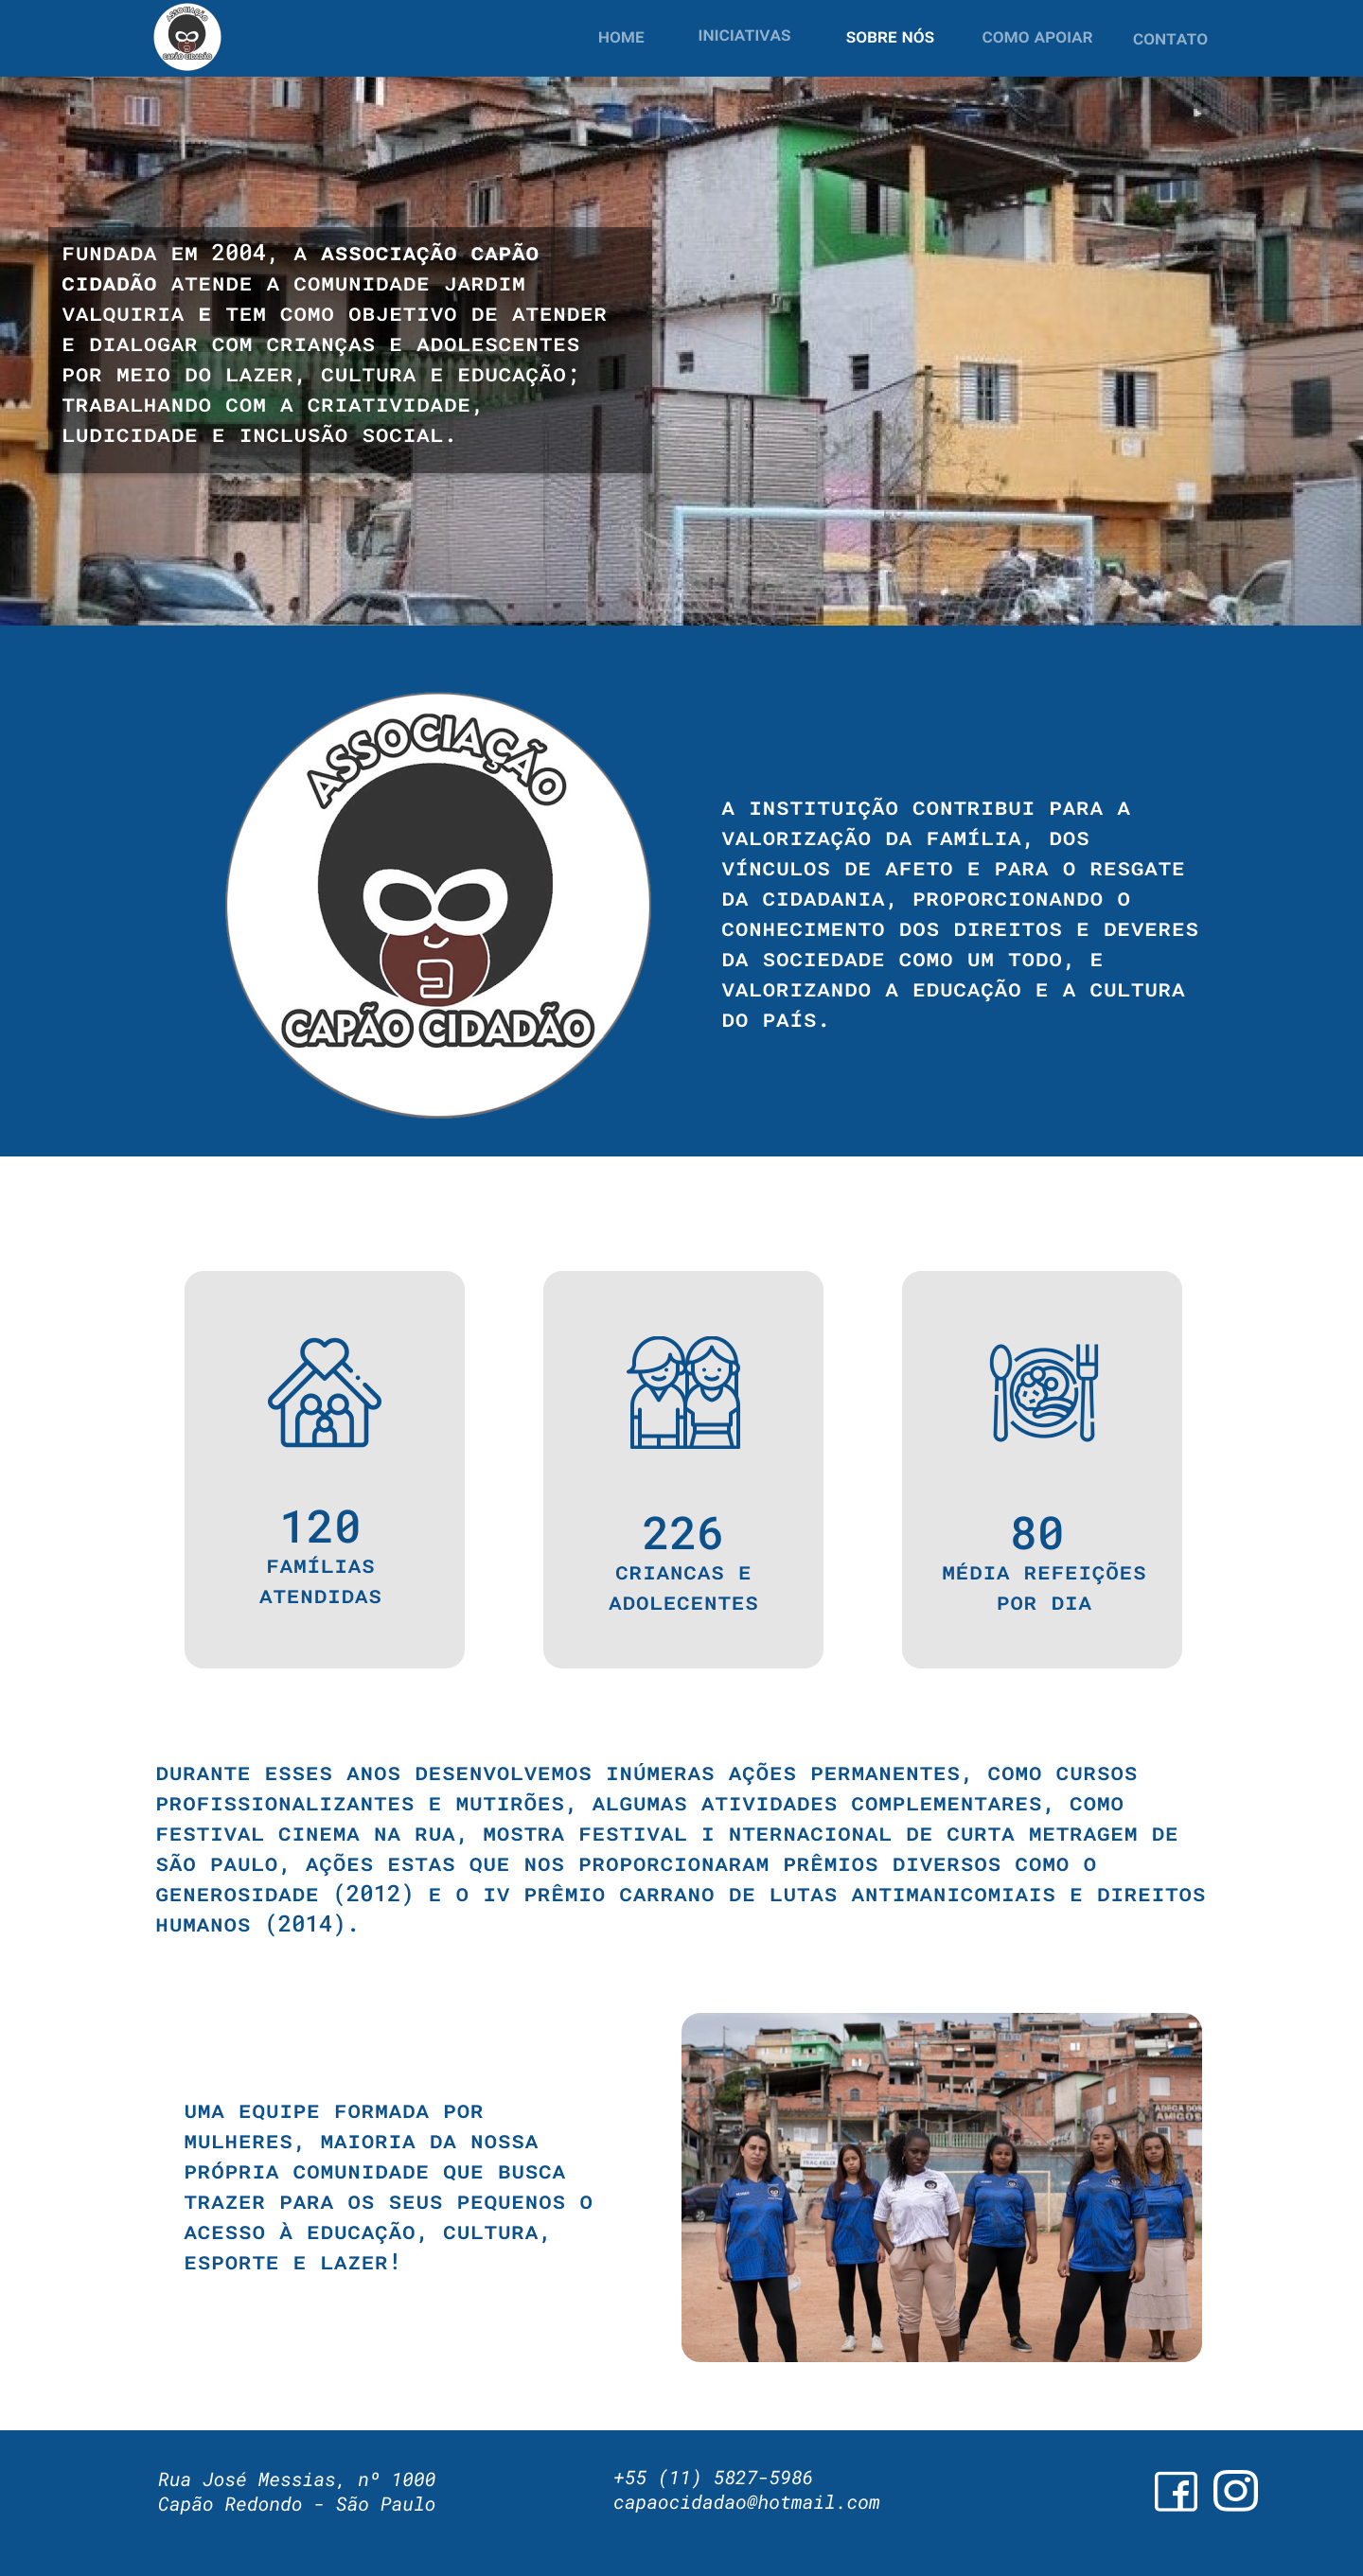 ASSOCIAÇÃO
CAPÃO CIDADÃO
HOME
INICIATIVAS
SOBRE NÓS
COMO APOIAR
CONTATO
FUNDADA EM 2004, A ASSOCIAÇÃO CAPÃO
CIDADÃO ATENDE A COMUNIDADE JARDIM
VALQUIRIA E TEM COMO OBJETIVO DE ATENDER
E DIALOGAR COM CRIANÇAS E ADOLESCENTES
POR MEIO DO LAZER, CULTURA E EDUCAÇÃO;
TRABALHANDO COM A CRIATIVIDADE,
LUDICIDADE E INCLUSÃO SOCIAL.
ASSOCIAÇÃO
CAPÃO CIDADÃO
A INSTITUIÇÃO CONTRIBUI PARA A
VALORIZAÇÃO DA FAMÍLIA, DOS
VÍNCULOS DE AFETO E PARA O RESGATE
DA CIDADANIA, PROPORCIONANDO O
CONHECIMENTO DOS DIREITOS E DEVERES
DA SOCIEDADE COMO UM TODO, E
VALORIZANDO A EDUCAÇÃO E A CULTURA
DO PAÍS.
120
FAMÍLIAS
ATENDIDAS
226
CRIANCAS E
ADOLECENTES
80
MÉDIA REFEIÇÕES
POR DIA
DURANTE ESSES ANOS DESENVOLVEMOS INÚMERAS AÇÕES PERMANENTES, COMO CURSOS
PROFISSIONALIZANTES E MUTIRÕES, ALGUMAS ATIVIDADES COMPLEMENTARES, COMO
FESTIVAL CINEMA NA RUA, MOSTRA FESTIVAL I NTERNACIONAL DE CURTA METRAGEM DE
SÃO PAULO, AÇÕES ESTAS QUE NOS PROPORCIONARAM PRÊMIOS DIVERSOS COMO O
GENEROSIDADE (2012) E O IV PRÊMIO CARRANO DE LUTAS ANTIMANICOMIAIS E DIREITOS
HUMANOS (2014).
UMA EQUIPE FORMADA POR
MULHERES, MAIORIA DA NOSSA
PRÓPRIA COMUNIDADE QUE BUSCA
TRAZER PARA OS SEUS PEQUENOS O
ACESSO À EDUCAÇÃO, CULTURA,
ESPORTE E LAZER!
ADEGA DOS
AMIGOS
Rua José Messias, nº 1000
Capão Redondo - São Paulo
+55 (11) 5827-5986
capaocidadao@hotmail.com